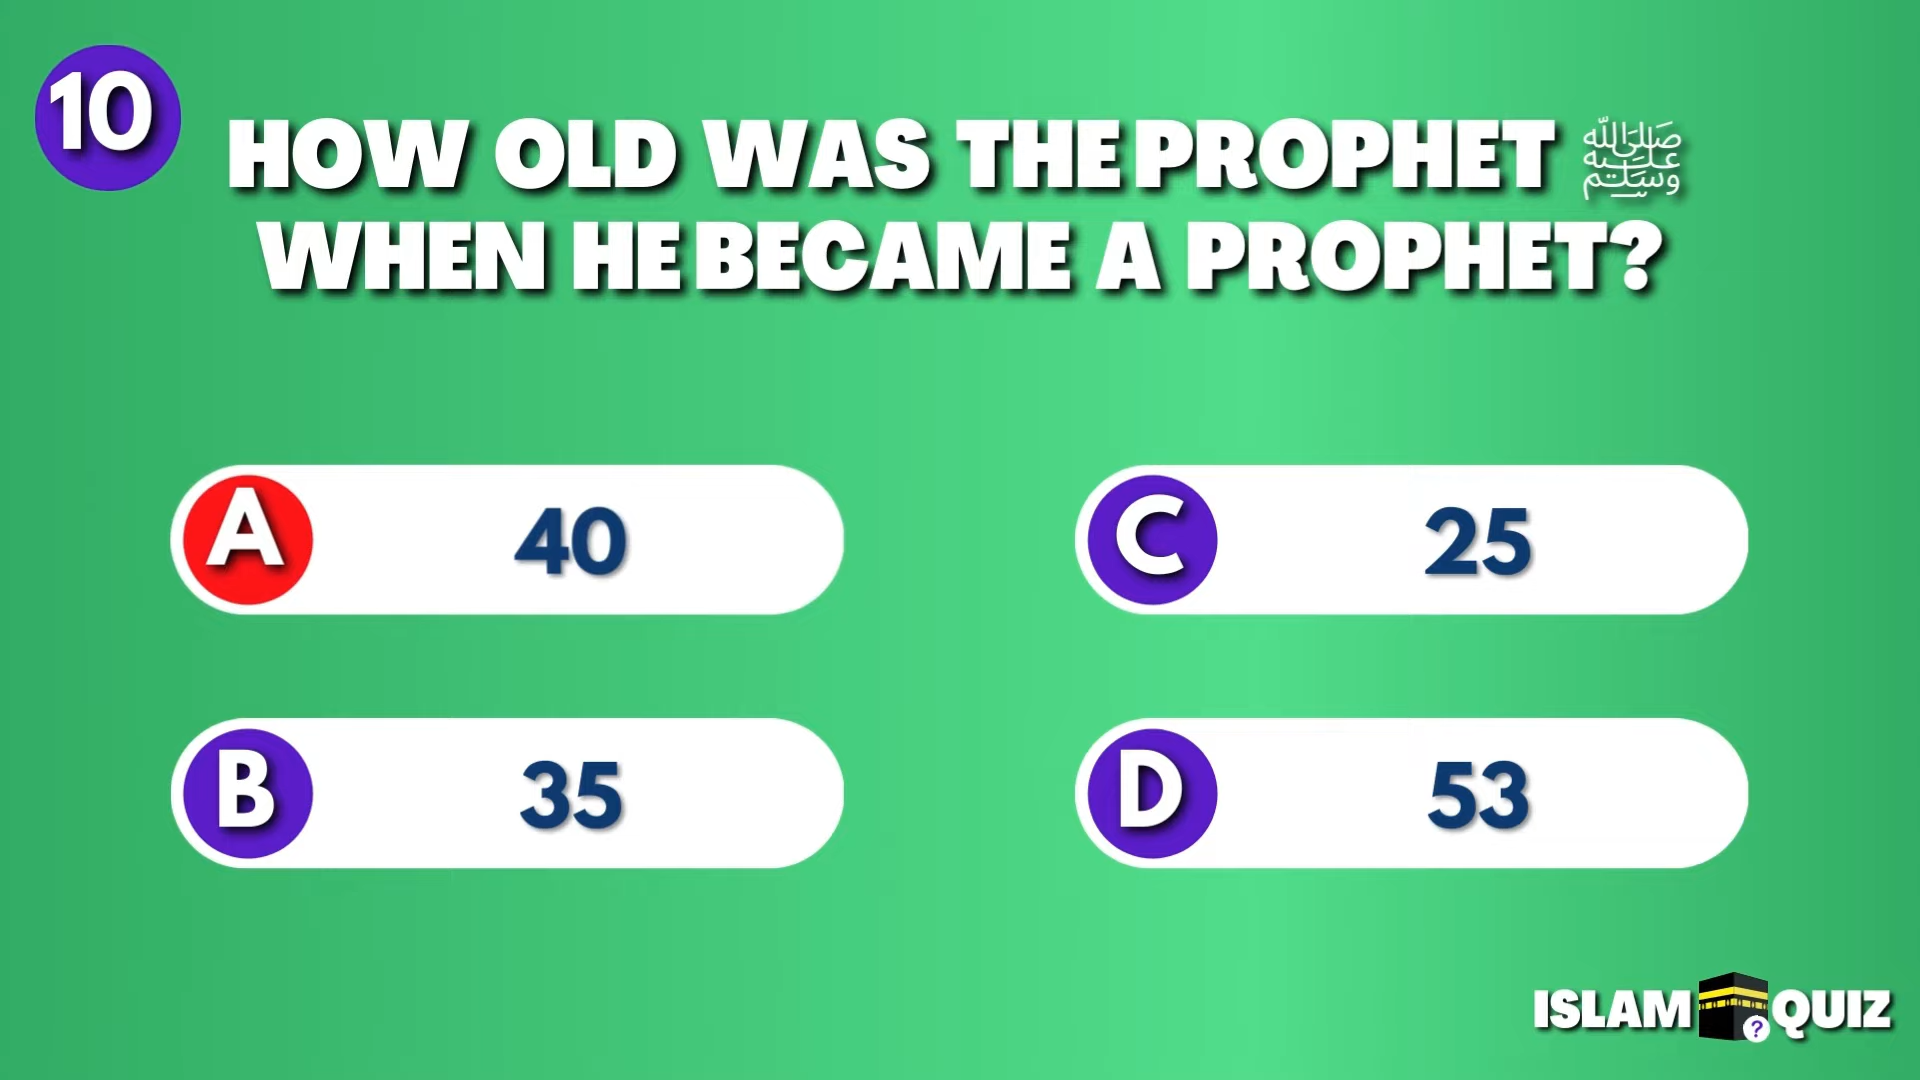 10
HOW OLD WAS THE PROPHET ﷺ
WHEN HE BECAME A PROPHET?
A 40
C 25
B 35
D 53
ISLAM ? QUIZ